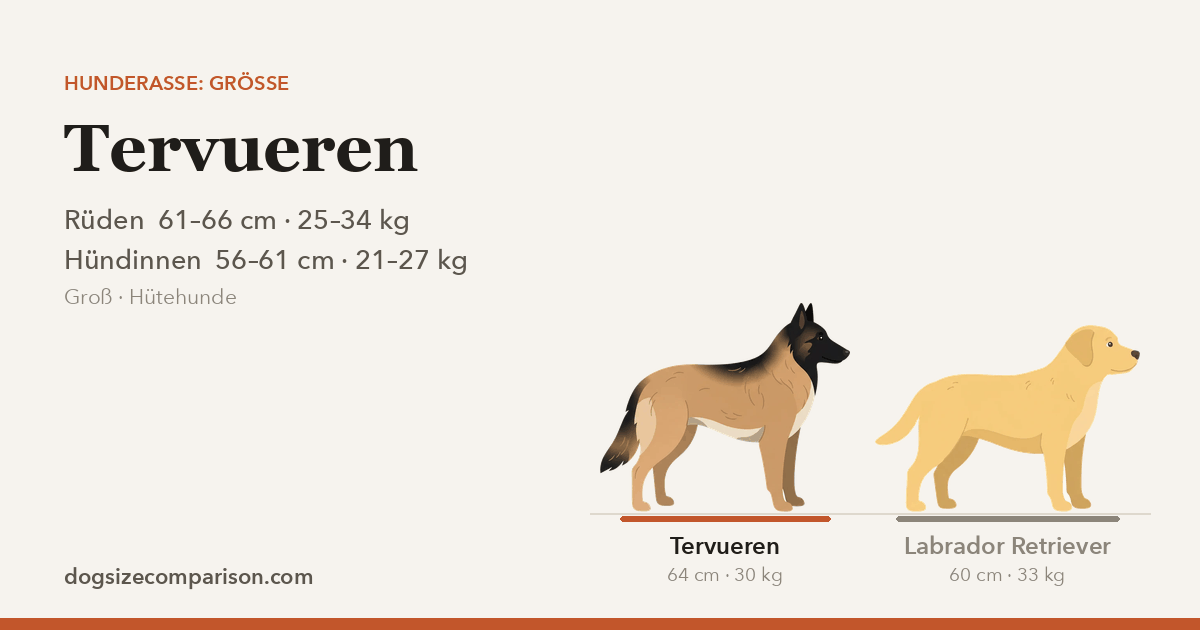 HUNDERASSE: GRÖSSE
Tervueren
Rüden 61–66 cm · 25–34 kg
Hündinnen 56–61 cm · 21–27 kg
Groß · Hütehunde
Tervueren
64 cm · 30 kg
Labrador Retriever
60 cm · 33 kg
dogsizecomparison.com